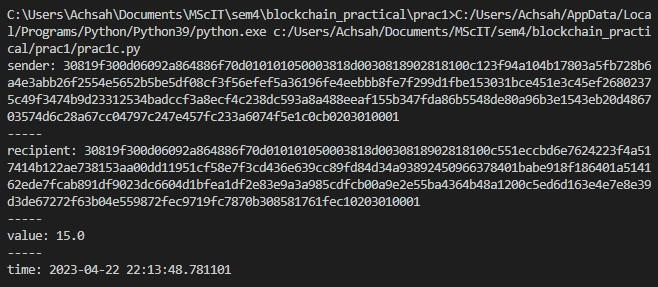 C:\Users\Achsah\Documents\MScIT\sem4\blockchain_practical\prac1>C:/Users/Achsah/AppData/Loca
l/Programs/Python/Python39/python.exe c:/Users/Achsah/Documents/MScIT/sem4/blockchain_practi
cal/prac1/prac1c.py
sender: 30819f300d06092a864886f70d010101050003818d0030818902818100c123f94a104b17803a5fb728b6
a4e3abb26f2554e5652b5be5df08cf3f56efef5a36196fe4eebbb8fe7f299d1fbe153031bce451e3c45ef2680237
5c49f3474b9d23312534badccf3a8ecf4c238dc593a8a488eeaf155b347fda86b5548de80a96b3e1543eb20d4867
03574d6c28a67cc04797c247e457fc233a6074f5e1c0cb0203010001
-----
recipient: 30819f300d06092a864886f70d010101050003818d0030818902818100c551eccbd6e7624223f4a51
7414b122ae738153aa00dd11951cf58e7f3cd436e639cc89fd84d34a93892450966378401babe918f186401a5141
62ede7fcab891df9023dc6604d1bfea1df2e83e9a3a985cdfcb00a9e2e55ba4364b48a1200c5ed6d163e4e7e8e39
d3de67272f63b04e559872fec9719fc7870b308581761fec10203010001
-----
value: 15.0
-----
time: 2023-04-22 22:13:48.781101